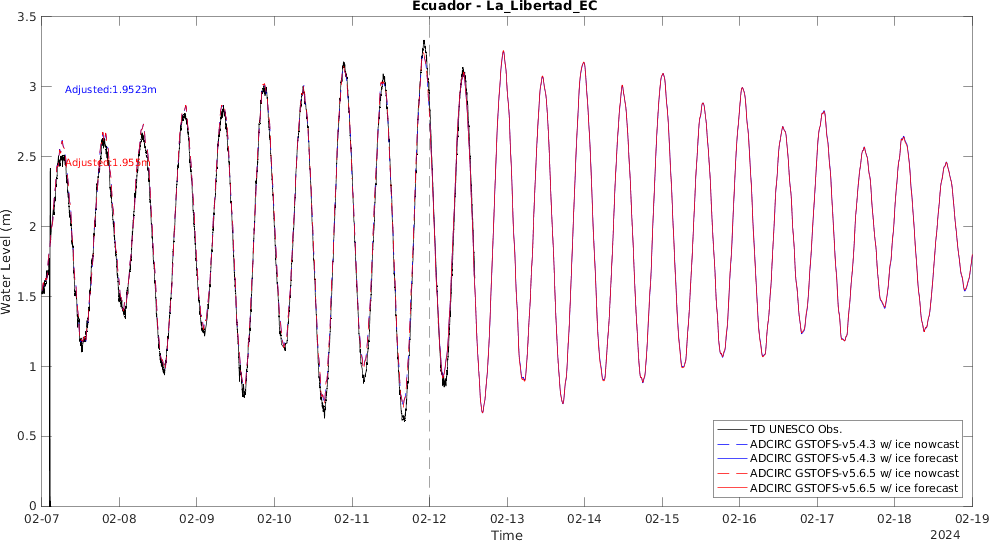 Ecuador - La_Libertad_EC
3.5
3
2.5
2
1.5
1
0.5
0
Water Level (m)
Adjusted:1.9523m
Adjusted:1.955m
TD UNESCO Obs.
ADCIRC GSTOFS-v5.4.3 w/ ice nowcast
ADCIRC GSTOFS-v5.4.3 w/ ice forecast
ADCIRC GSTOFS-v5.6.5 w/ ice nowcast
ADCIRC GSTOFS-v5.6.5 w/ ice forecast
02-07 02-08 02-09 02-10 02-11 02-12 02-13 02-14 02-15 02-16 02-17 02-18 02-19
Time
2024